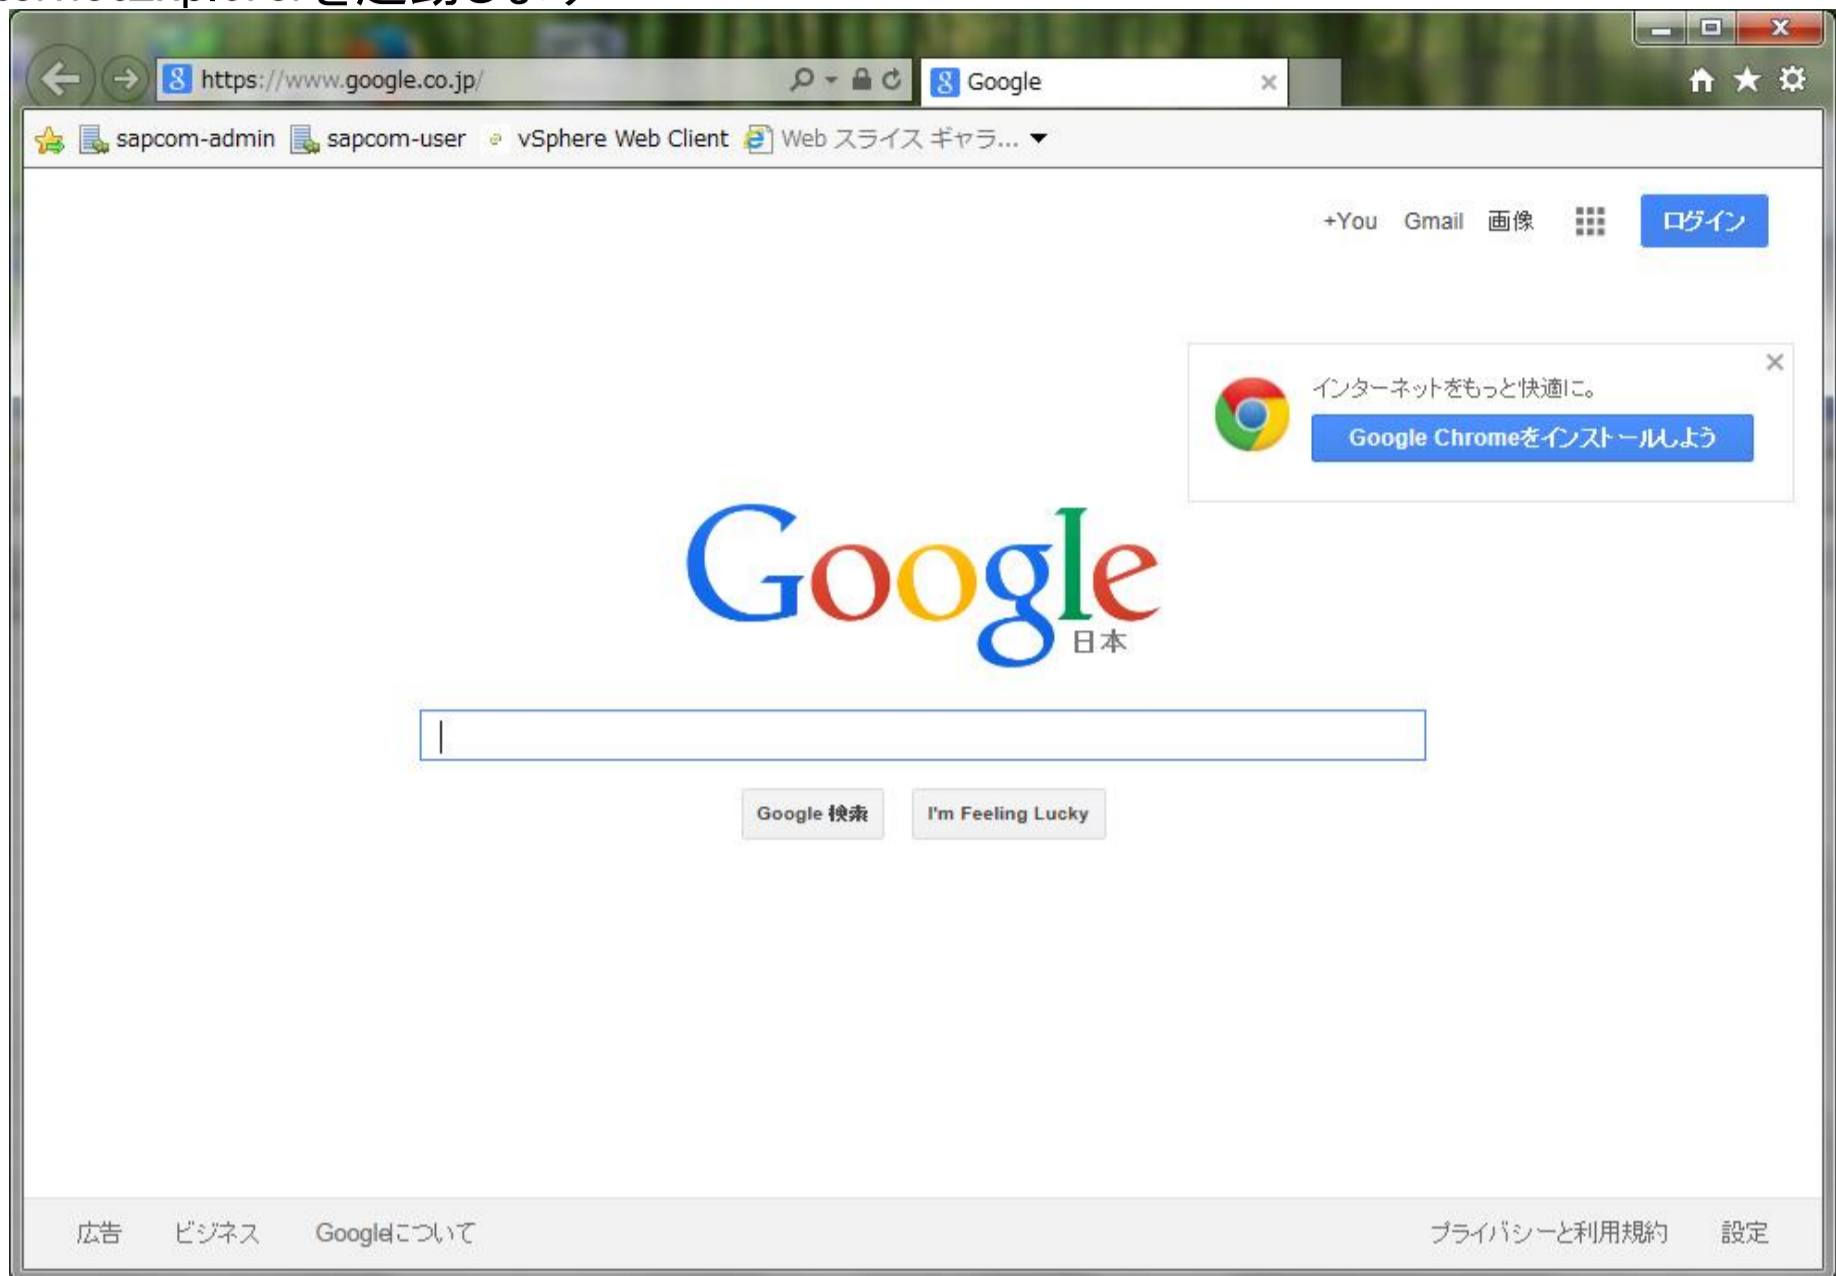 https://www.google.co.jp/ Google
sapcom-admin sapcom-user vSphere Web Client Web スライス ギャラ...
+You Gmail 画像 ログイン
インターネットをもっと快適に。
Google Chromeをインストールしよう
Google
日本
Google 検索 I'm Feeling Lucky
広告 ビジネス Googleについて プライバシーと利用規約 設定